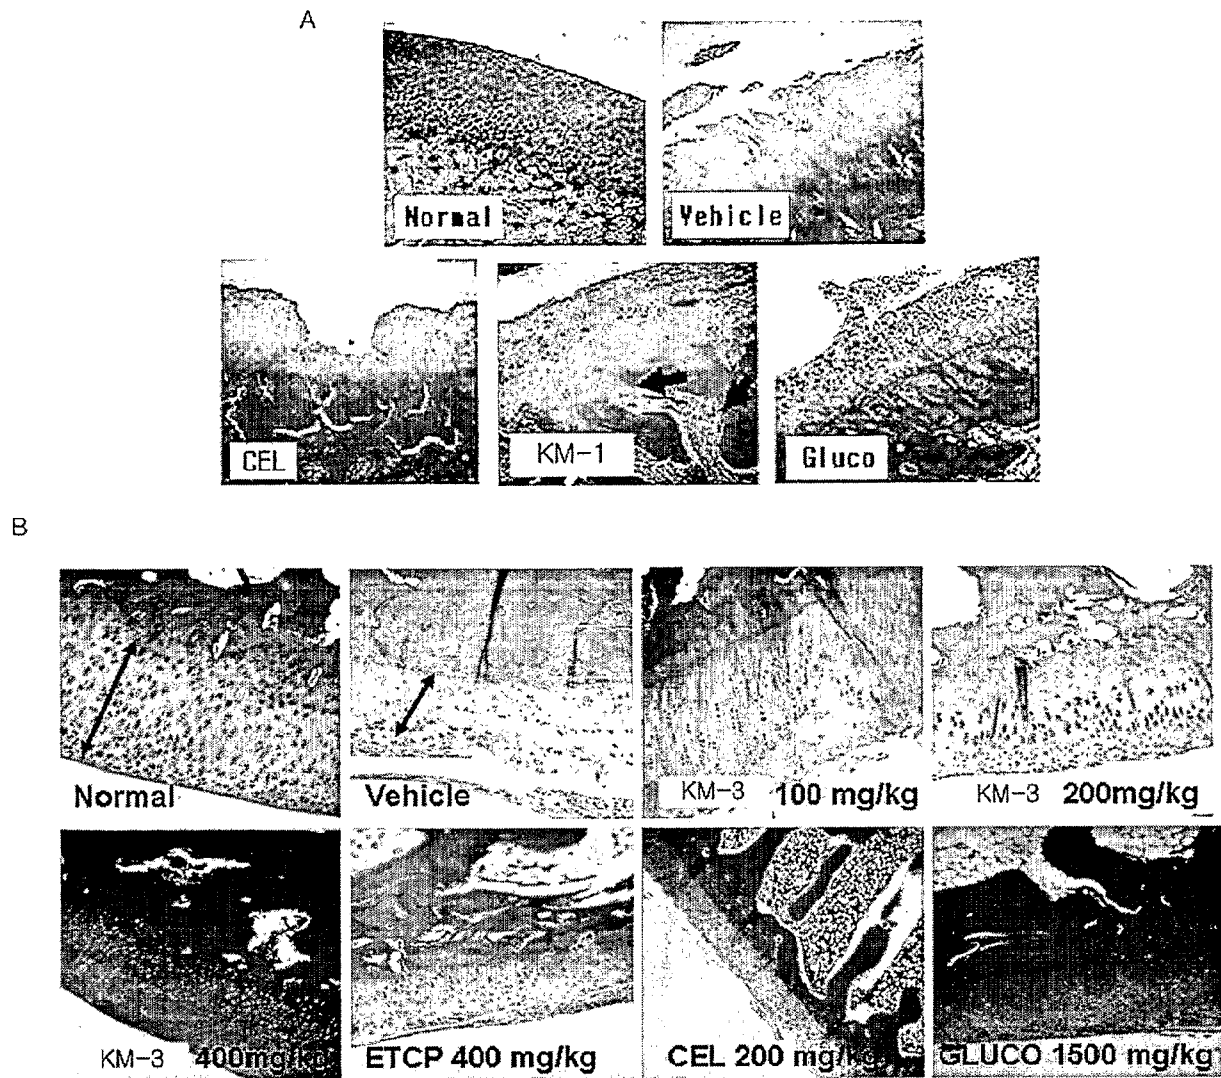 A
Normal
Vehicle
CEL
KM-1
Gluco
B
Normal
Vehicle
KM-3 100 mg/kg
KM-3 200mg/kg
KM-3 400mg/kg
ETCP 400 mg/kg
CEL 200 mg/kg
GLUCO 1500 mg/kg